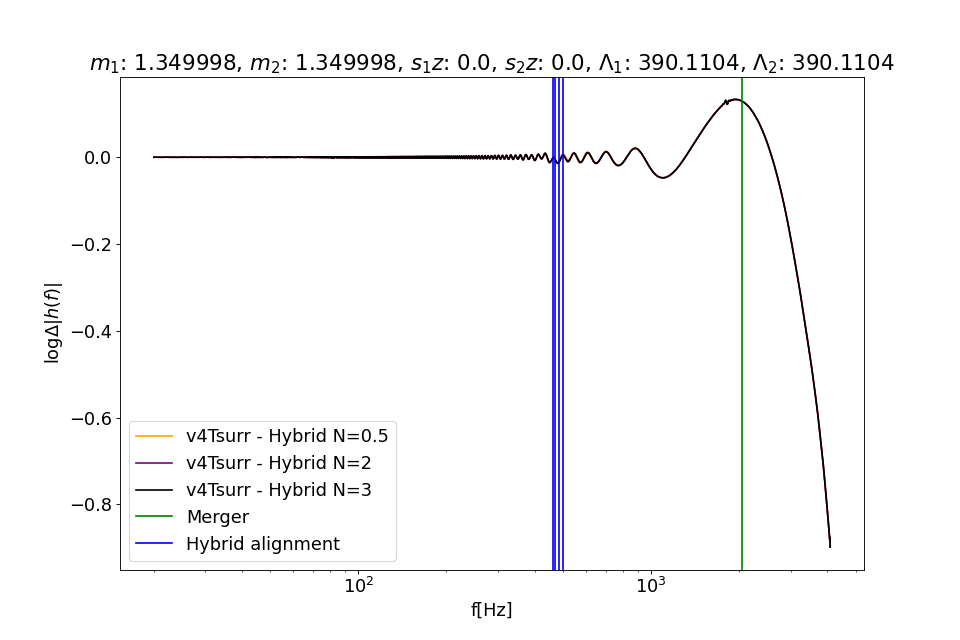 m₁: 1.349998, m₂: 1.349998, s₁z: 0.0, s₂z: 0.0, Λ₁: 390.1104, Λ₂: 390.1104
logΔ|h(f)|
0.0
−0.2
−0.4
−0.6
−0.8
v4Tsurr - Hybrid N=0.5
v4Tsurr - Hybrid N=2
v4Tsurr - Hybrid N=3
Merger
Hybrid alignment
10² 10³
f[Hz]